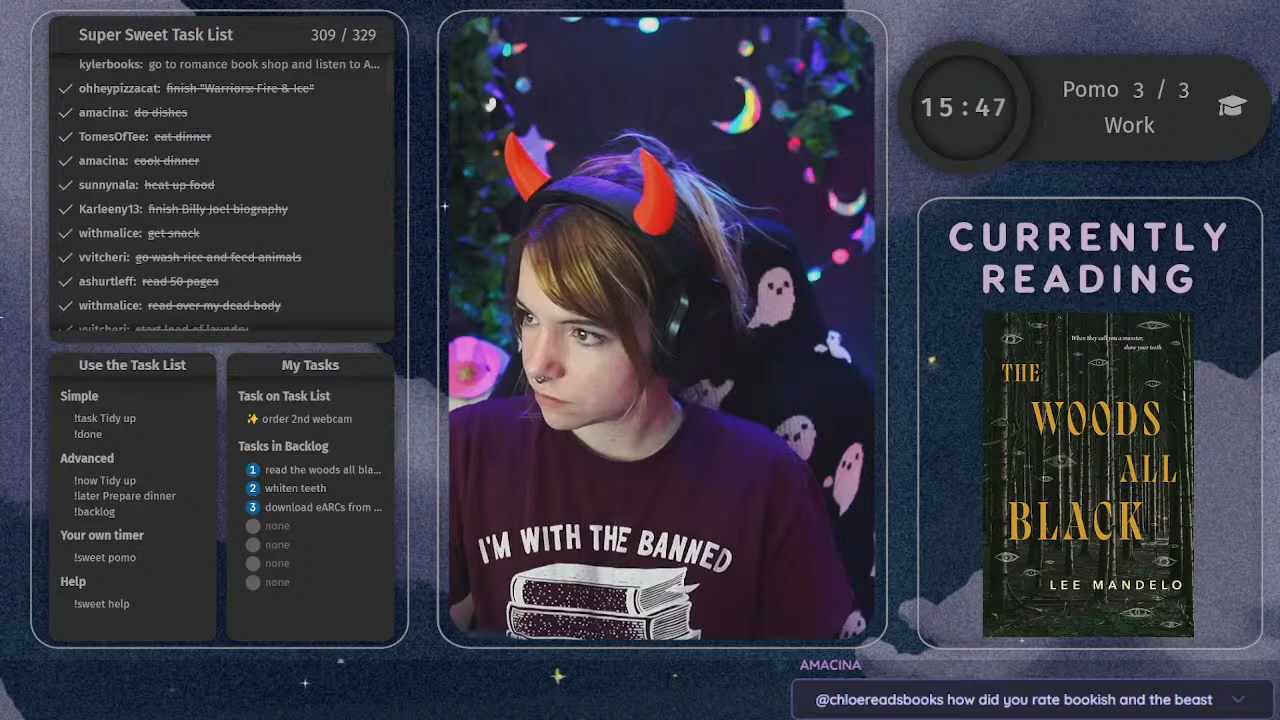 Super Sweet Task List 309 / 329
kylerbooks: go to romance book shop and listen to A...
ohheypizzacat: finish "Warriors: Fire & Ice"
amacina: do dishes
TomesOfTee: eat dinner
amacina: cook dinner
sunnynala: heat up food
Karleeny13: finish Billy Joel biography
withmalice: get snack
vvitcheri: go wash rice and feed animals
ashurtleff: read 50 pages
withmalice: read over my dead body
vvitcheri: start load of laundry
Use the Task List
Simple
!task Tidy up
!done
Advanced
!now Tidy up
!later Prepare dinner
!backlog
Your own timer
!sweet pomo
Help
!sweet help
My Tasks
Task on Task List
✨ order 2nd webcam
Tasks in Backlog
1 read the woods all bla...
2 whiten teeth
3 download eARCs from ...
none
none
none
none
I'M WITH THE BANNED
15:47
Pomo 3 / 3
Work
CURRENTLY
READING
When they call you a monster,
show your teeth
THE
WOODS
ALL
BLACK
LEE MANDELO
AMACINA
@chloereadsbooks how did you rate bookish and the beast